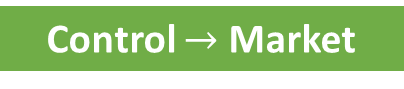 Control → Market